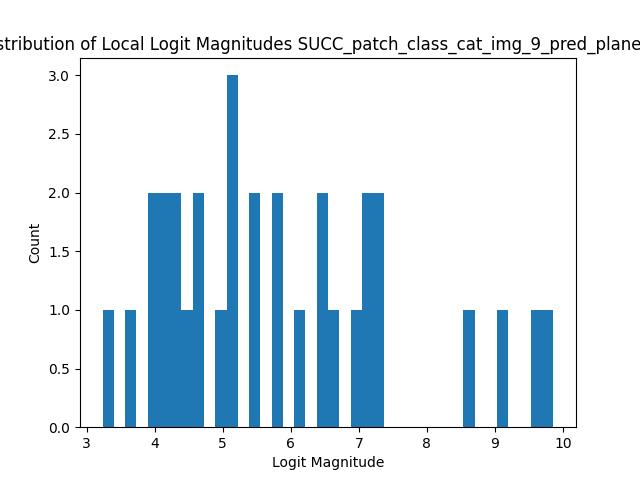 stribution of Local Logit Magnitudes SUCC_patch_class_cat_img_9_pred_plane
3.0
2.5
2.0
1.5
1.0
0.5
0.0
Count
3 4 5 6 7 8 9 10
Logit Magnitude